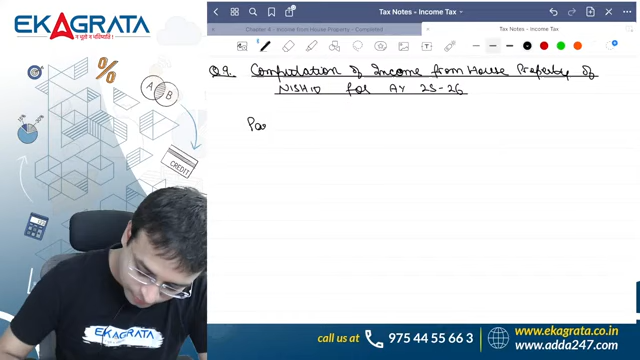 EKAGRATA
Chapter 4 - Income from House Property - Completed
Tax Notes - Income Tax
Tax Notes - Income Tax
Q9. Computation of Income from House Property of
NISHID for AY 25-26
Pa
%
A
B
CREDIT
EKAGRATA
call us at 975 44 55 66 3
www.ekagrata.co.in
www.adda247.com